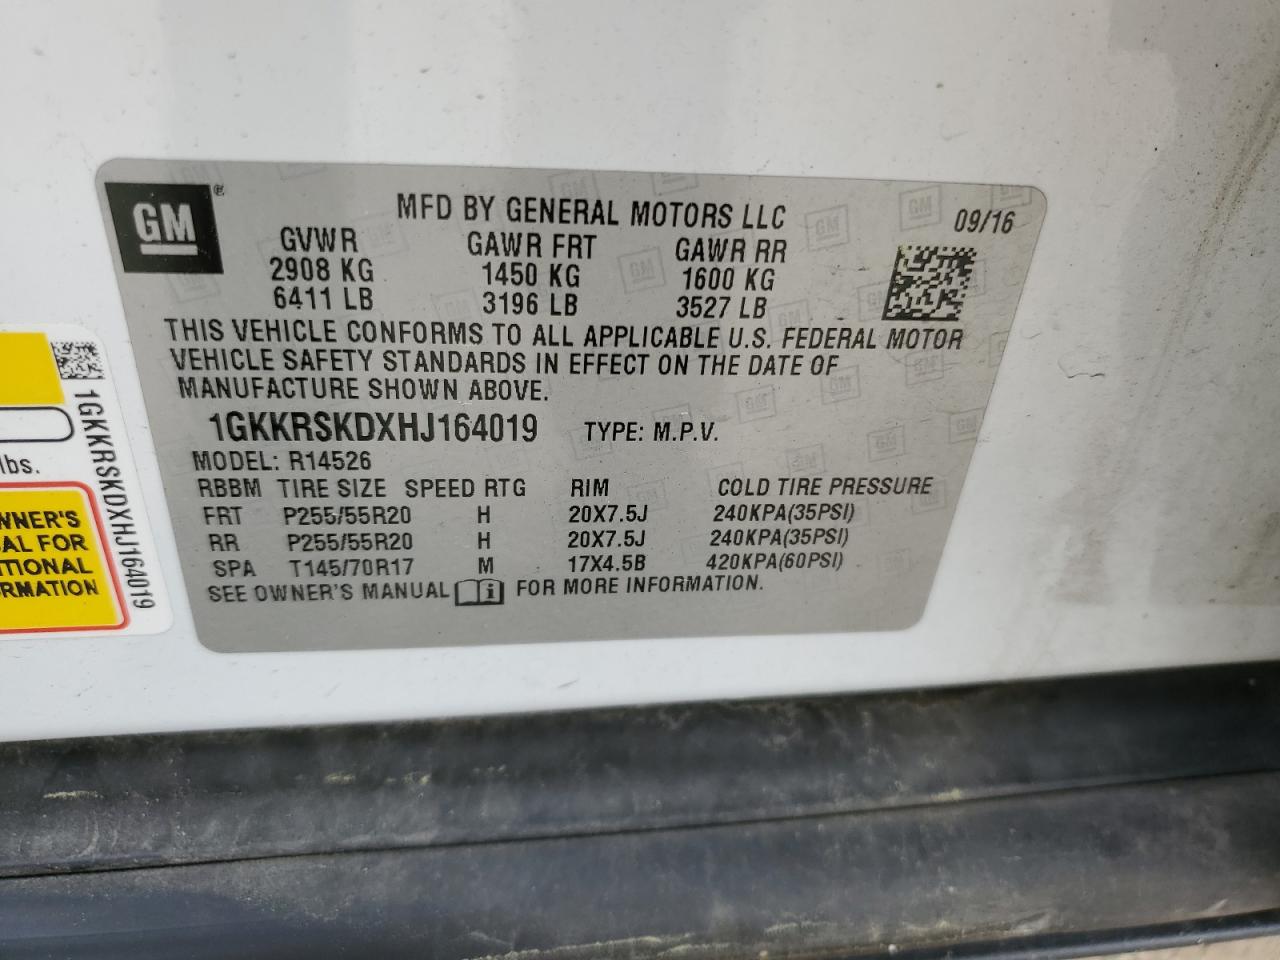 GM®
MFD BY GENERAL MOTORS LLC
09/16
GVWR GAWR FRT GAWR RR
2908 KG 1450 KG 1600 KG
6411 LB 3196 LB 3527 LB
THIS VEHICLE CONFORMS TO ALL APPLICABLE U.S. FEDERAL MOTOR
VEHICLE SAFETY STANDARDS IN EFFECT ON THE DATE OF
MANUFACTURE SHOWN ABOVE.
1GKKRSKDXHJ164019 TYPE: M.P.V.
MODEL: R14526
RBBM TIRE SIZE SPEED RTG RIM COLD TIRE PRESSURE
FRT P255/55R20 H 20X7.5J 240KPA(35PSI)
RR P255/55R20 H 20X7.5J 240KPA(35PSI)
SPA T145/70R17 M 17X4.5B 420KPA(60PSI)
SEE OWNER'S MANUAL i FOR MORE INFORMATION.
1GKKRSKDXHJ164019
lbs.
WNER'S
AL FOR
TIONAL
RMATION